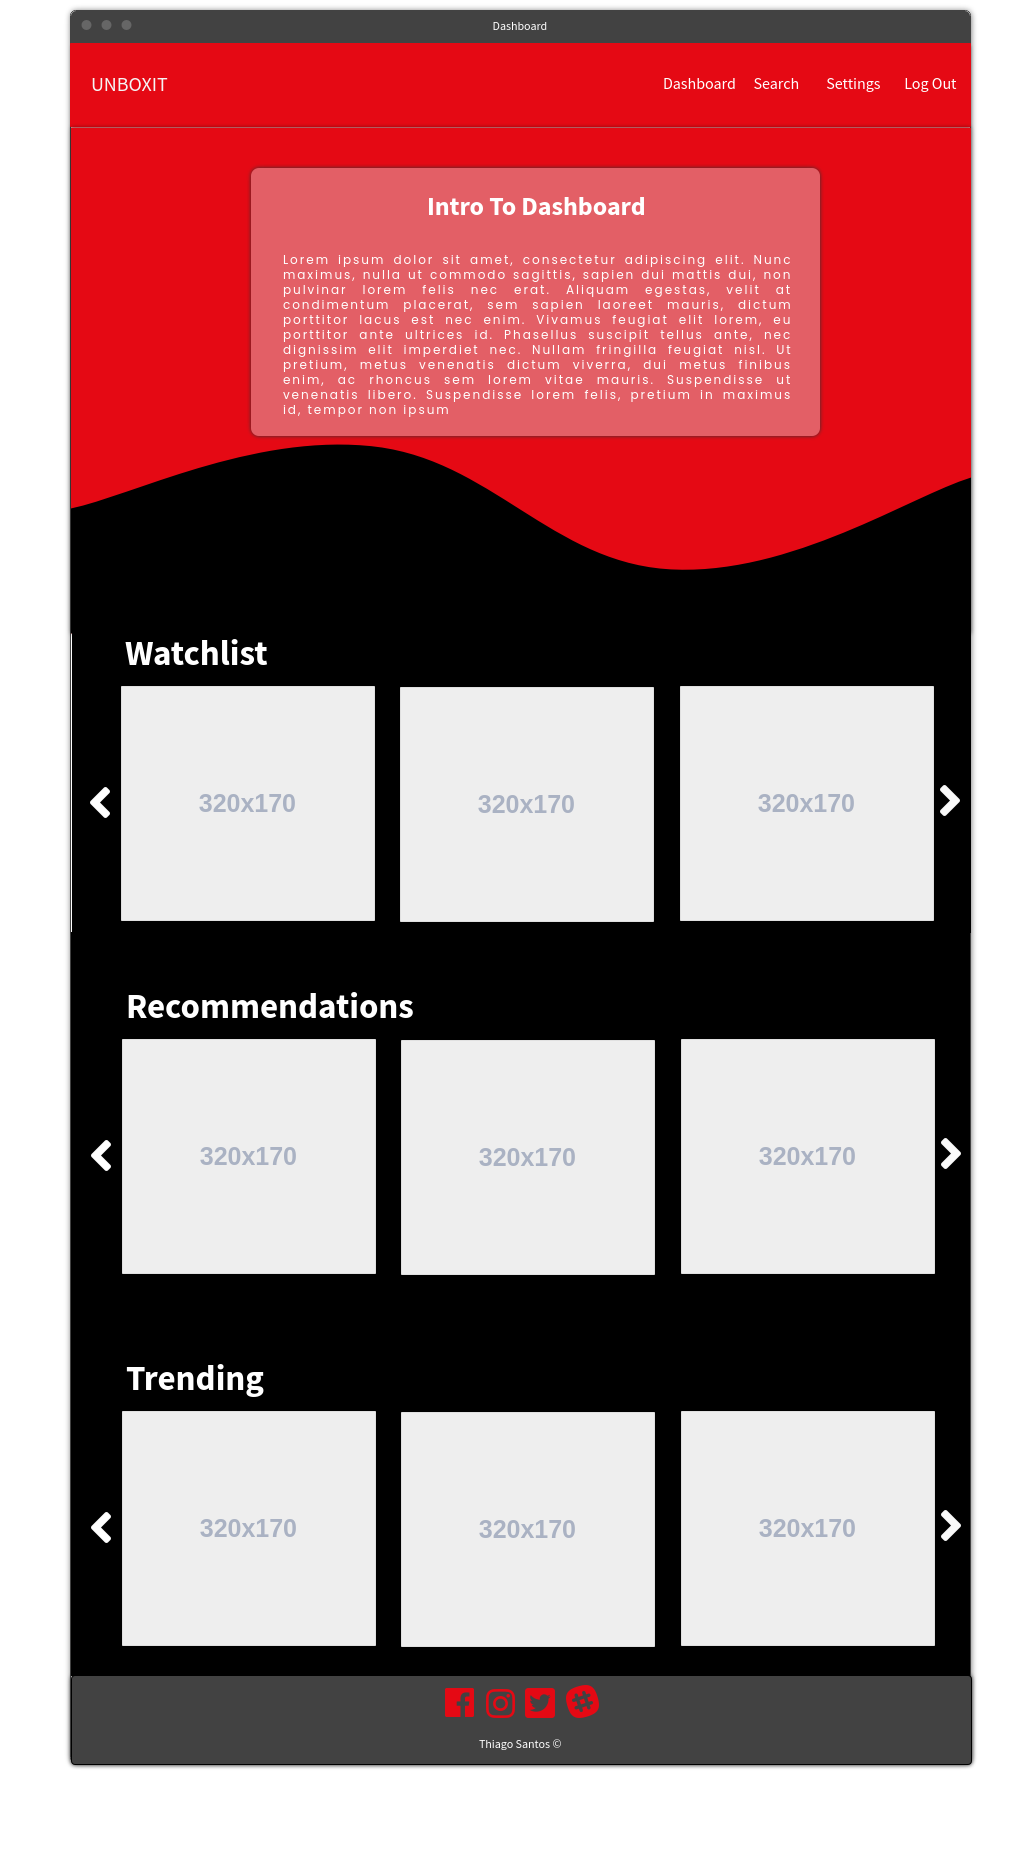 Dashboard
UNBOXIT
Dashboard Search Settings Log Out
Intro To Dashboard
Lorem ipsum dolor sit amet, consectetur adipiscing elit. Nunc
maximus, nulla ut commodo sagittis, sapien dui mattis dui, non
pulvinar lorem felis nec erat. Aliquam egestas, velit at
condimentum placerat, sem sapien laoreet mauris, dictum
porttitor lacus est nec enim. Vivamus feugiat elit lorem, eu
porttitor ante ultrices id. Phasellus suscipit tellus ante, nec
dignissim elit imperdiet nec. Nullam fringilla feugiat nisl. Ut
pretium, metus venenatis dictum viverra, dui metus finibus
enim, ac rhoncus sem lorem vitae mauris. Suspendisse ut
venenatis libero. Suspendisse lorem felis, pretium in maximus
id, tempor non ipsum
Watchlist
320x170 320x170 320x170
Recommendations
320x170 320x170 320x170
Trending
320x170 320x170 320x170
Thiago Santos ©